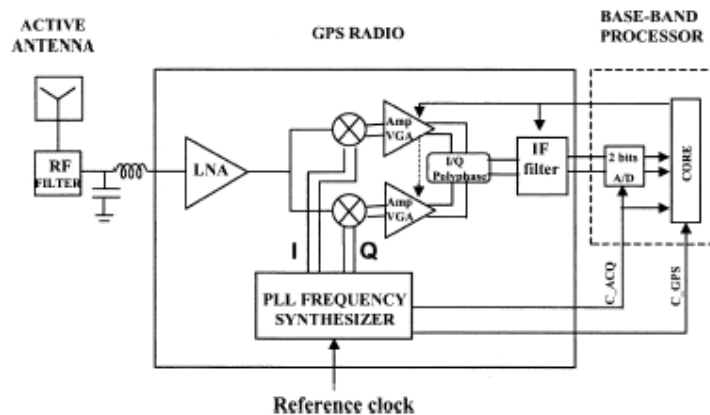 ACTIVE
ANTENNA
GPS RADIO
BASE-BAND
PROCESSOR
RF
FILTER
LNA
Amp
VGA
I/Q
Polyphase
Amp
VGA
IF
filter
2 bits
A/D
CORE
I
Q
PLL FREQUENCY
SYNTHESIZER
C_ACQ
C_GPS
Reference clock